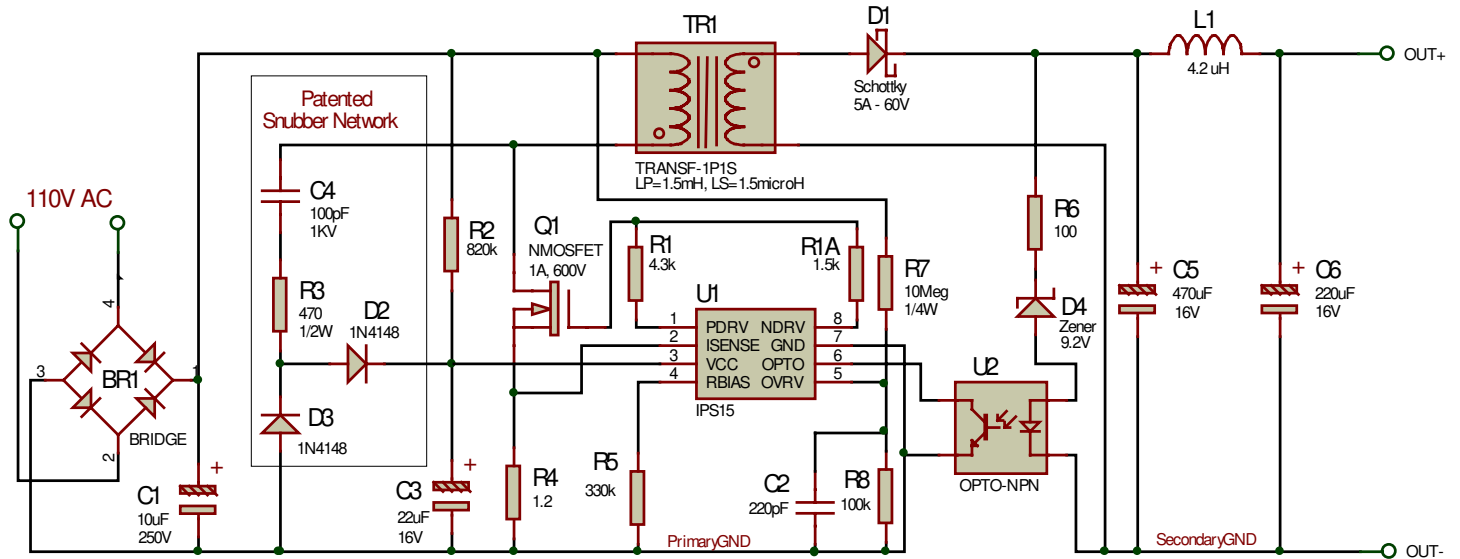 TR1
TRANSF-1P1S
LP=1.5mH, LS=1.5microH
D1
Schottky
5A - 60V
L1
4.2 uH
OUT+
Patented
Snubber Network
110V AC
C4
100pF
1KV
R3
470
1/2W
D2
1N4148
D3
1N4148
4
3
1
2
BR1
BRIDGE
+
C1
10uF
250V
R2
820k
+
C3
22uF
16V
Q1
NMOSFET
1A, 600V
R4
1.2
R1
4.3k
R1A
1.5k
R7
10Meg
1/4W
U1
1 PDRV NDRV 8
2 ISENSE GND 7
3 VCC OPTO 6
4 RBIAS OVRV 5
IPS15
R5
330k
C2
220pF
R8
100k
PrimaryGND
R6
100
D4
Zener
9.2V
U2
OPTO-NPN
+
C5
470uF
16V
+
C6
220uF
16V
SecondaryGND
OUT-